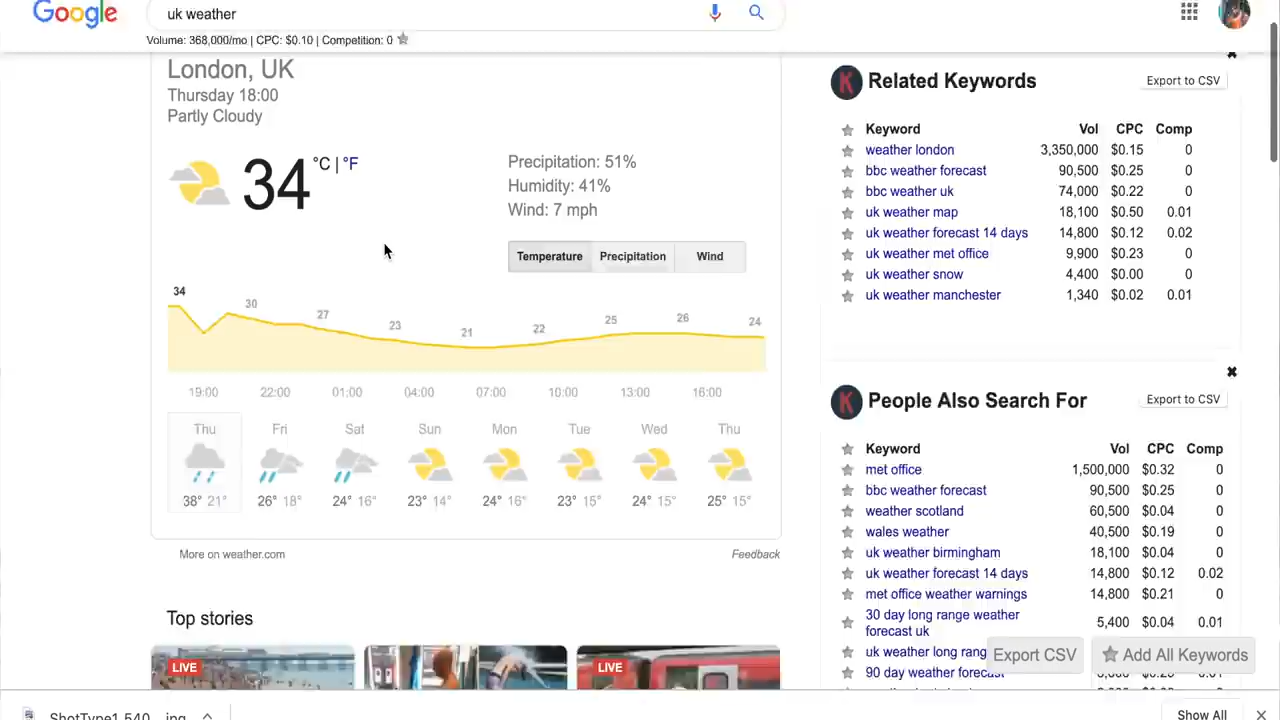 Google
uk weather
Volume: 368,000/mo | CPC: $0.10 | Competition: 0
London, UK
Thursday 18:00
Partly Cloudy
34 °C | °F
Precipitation: 51%
Humidity: 41%
Wind: 7 mph
Temperature Precipitation Wind
34 30 27 23 21 22 25 26 24
19:00 22:00 01:00 04:00 07:00 10:00 13:00 16:00
Thu Fri Sat Sun Mon Tue Wed Thu
38° 21° 26° 18° 24° 16° 23° 14° 24° 16° 23° 15° 24° 15° 25° 15°
More on weather.com Feedback
Top stories
LIVE LIVE
K Related Keywords Export to CSV
Keyword Vol CPC Comp
weather london 3,350,000 $0.15 0
bbc weather forecast 90,500 $0.25 0
bbc weather uk 74,000 $0.22 0
uk weather map 18,100 $0.50 0.01
uk weather forecast 14 days 14,800 $0.12 0.02
uk weather met office 9,900 $0.23 0
uk weather snow 4,400 $0.00 0
uk weather manchester 1,340 $0.02 0.01
K People Also Search For Export to CSV
Keyword Vol CPC Comp
met office 1,500,000 $0.32 0
bbc weather forecast 90,500 $0.25 0
weather scotland 60,500 $0.04 0
wales weather 40,500 $0.19 0
uk weather birmingham 18,100 $0.04 0
uk weather forecast 14 days 14,800 $0.12 0.02
met office weather warnings 14,800 $0.21 0
30 day long range weather
forecast uk 5,400 $0.04 0.01
uk weather long rang
90 day weather forecast
Export CSV Add All Keywords
ShotType1 540 Show All